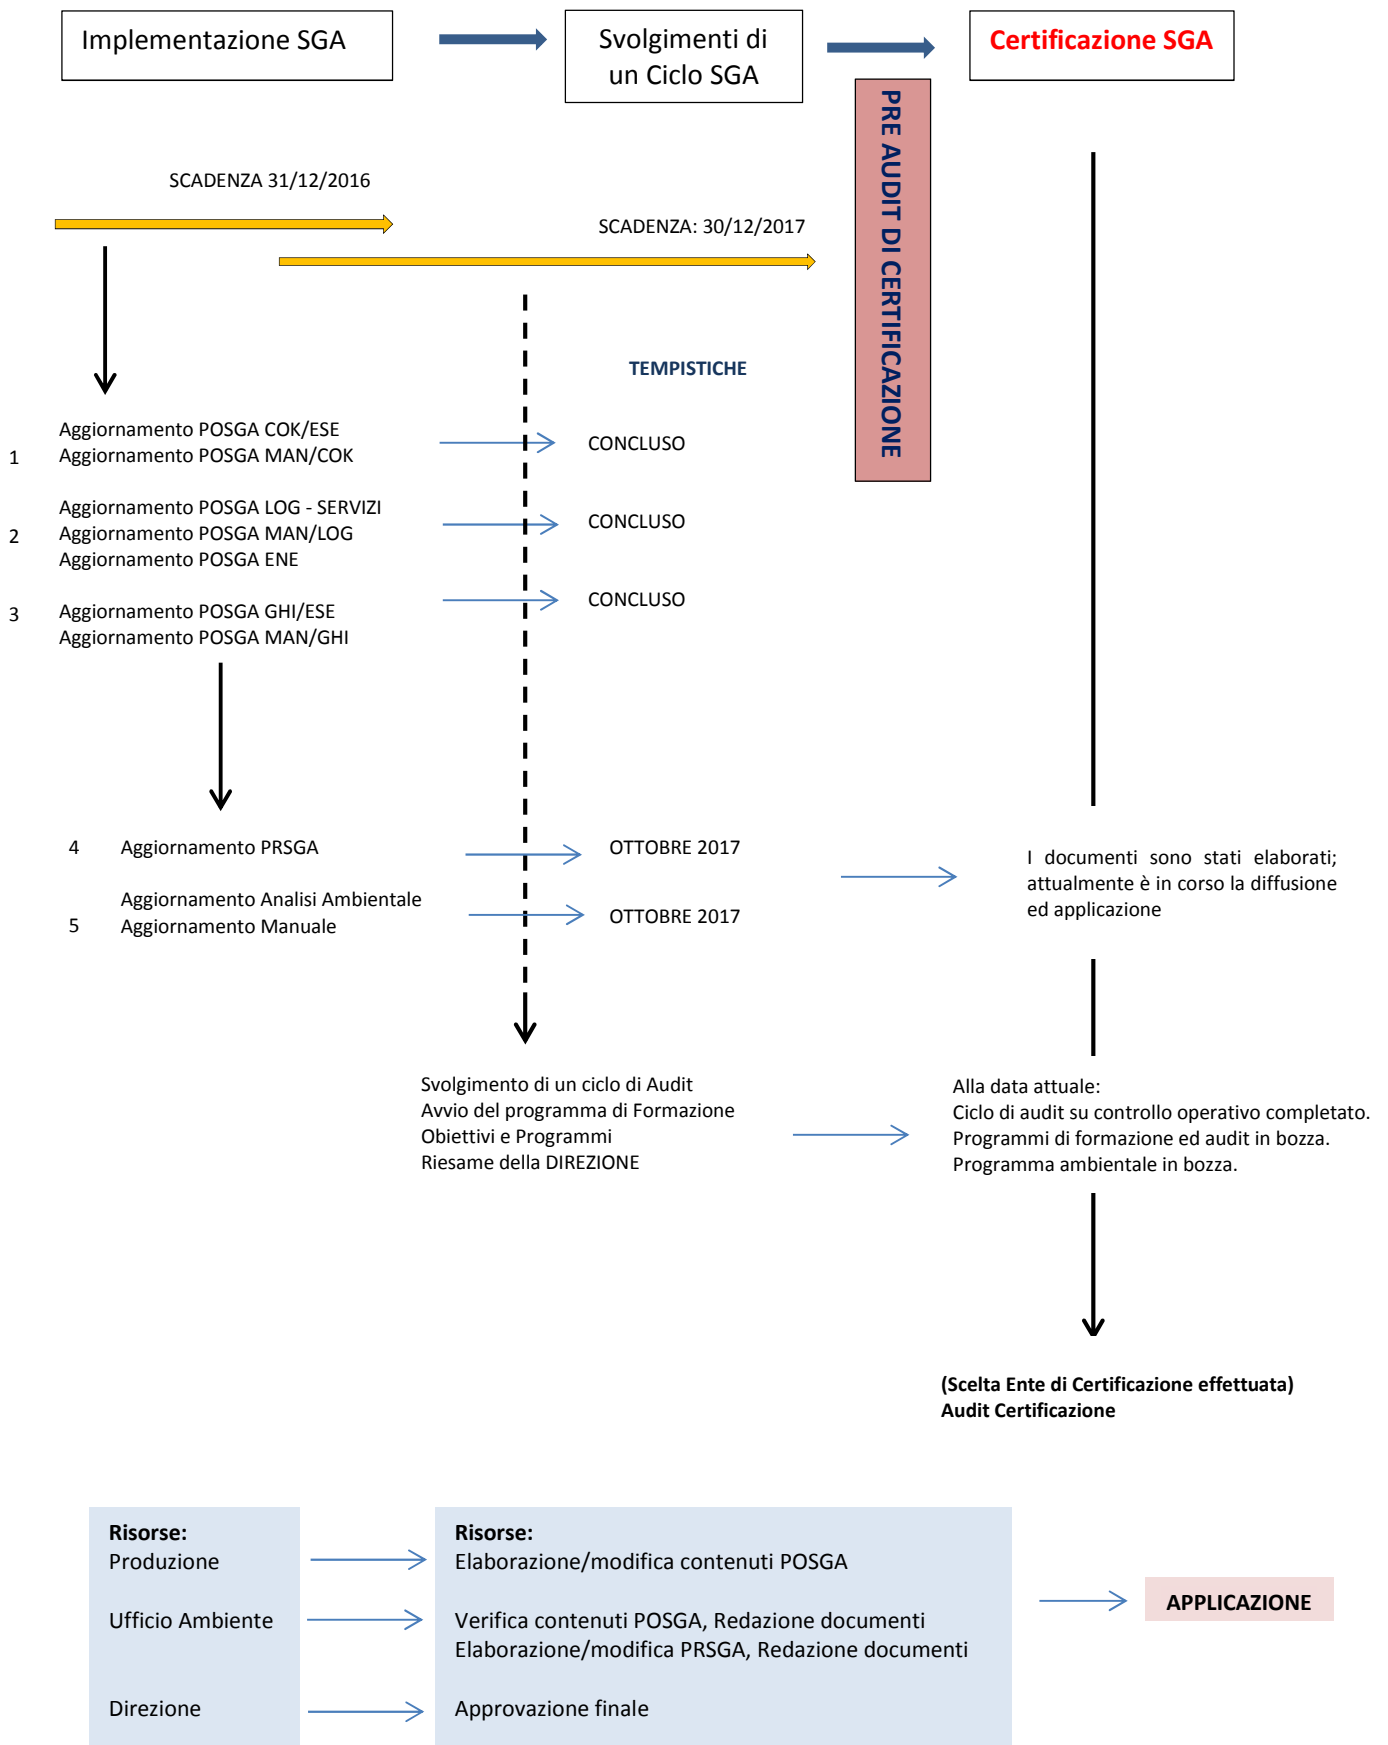 Implementazione SGA
Svolgimenti di
un Ciclo SGA
Certificazione SGA
PRE AUDIT DI CERTIFICAZIONE
SCADENZA 31/12/2016
SCADENZA: 30/12/2017
TEMPISTICHE
1
Aggiornamento POSGA COK/ESE
Aggiornamento POSGA MAN/COK
CONCLUSO
2
Aggiornamento POSGA LOG - SERVIZI
Aggiornamento POSGA MAN/LOG
Aggiornamento POSGA ENE
CONCLUSO
3
Aggiornamento POSGA GHI/ESE
Aggiornamento POSGA MAN/GHI
CONCLUSO
4
Aggiornamento PRSGA
OTTOBRE 2017
5
Aggiornamento Analisi Ambientale
Aggiornamento Manuale
OTTOBRE 2017
I documenti sono stati elaborati;
attualmente è in corso la diffusione
ed applicazione
Svolgimento di un ciclo di Audit
Avvio del programma di Formazione
Obiettivi e Programmi
Riesame della DIREZIONE
Alla data attuale:
Ciclo di audit su controllo operativo completato.
Programmi di formazione ed audit in bozza.
Programma ambientale in bozza.
(Scelta Ente di Certificazione effettuata)
Audit Certificazione
Risorse:
Produzione
Ufficio Ambiente
Direzione
Risorse:
Elaborazione/modifica contenuti POSGA
Verifica contenuti POSGA, Redazione documenti
Elaborazione/modifica PRSGA, Redazione documenti
Approvazione finale
APPLICAZIONE